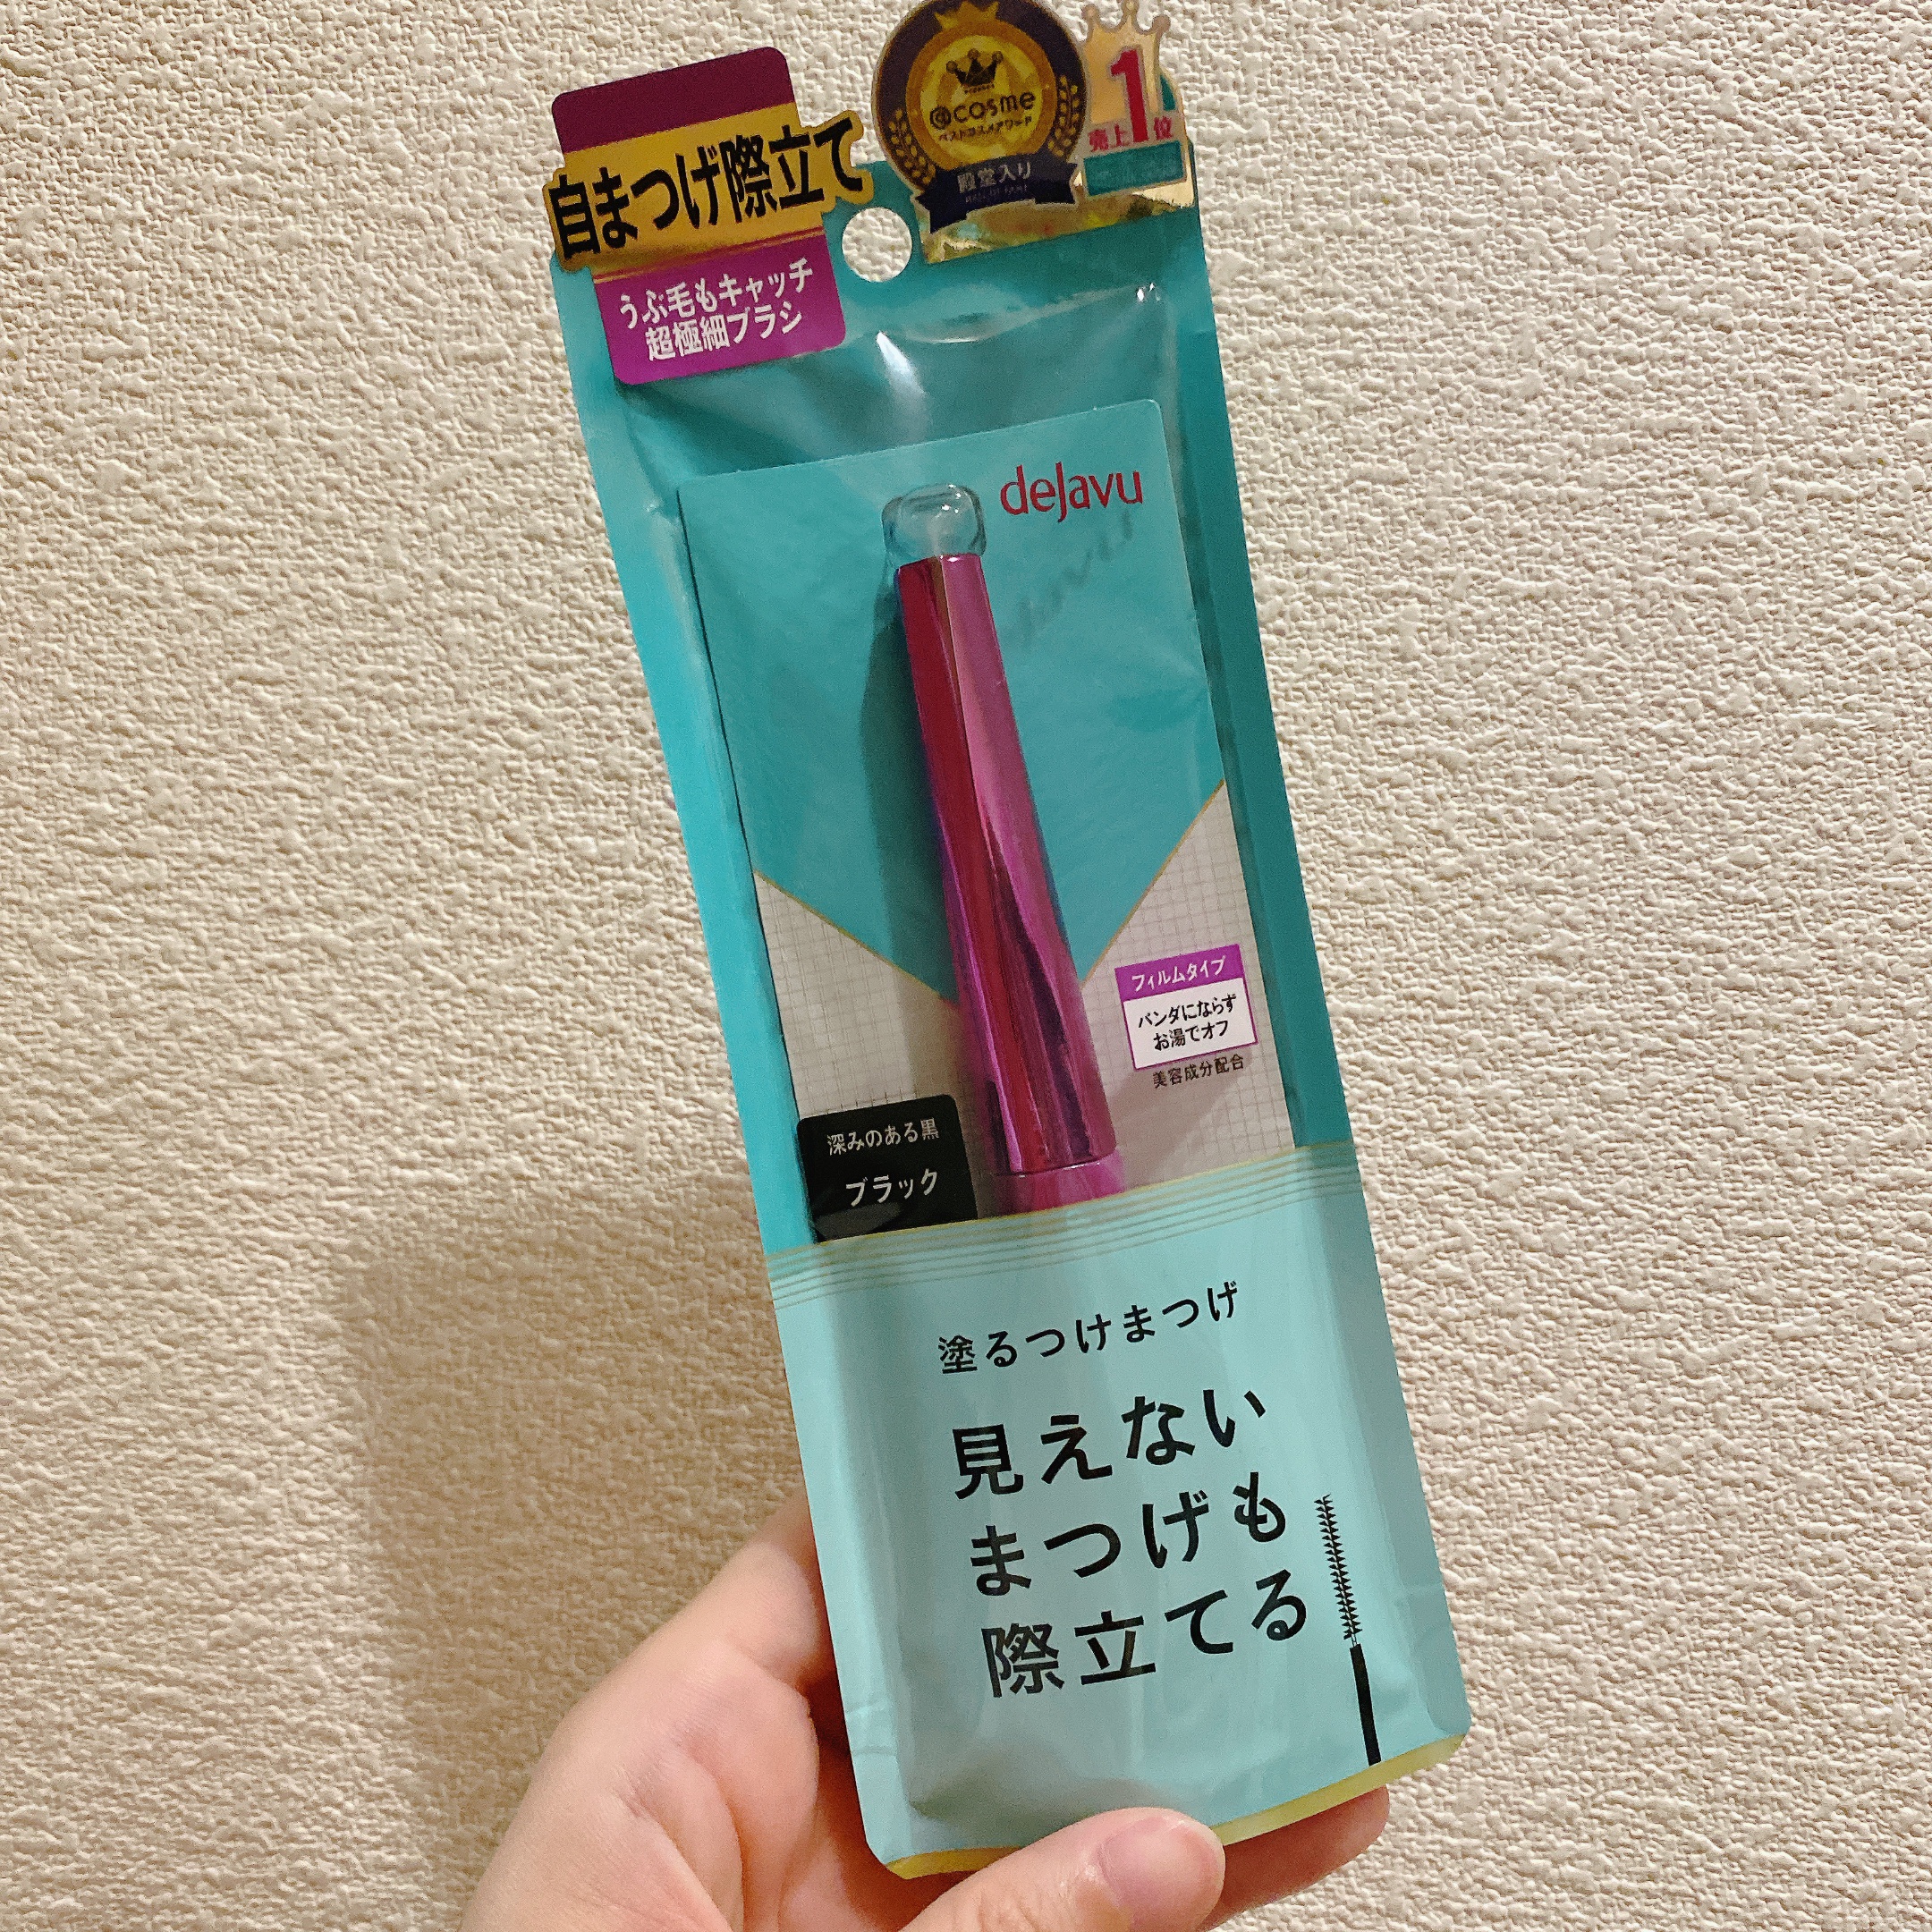 自まつげ際立て
うぶ毛もキャッチ
超極細ブラシ
@cosme
ベストコスメアワード
殿堂入り
HALL OF FAME
売上1位
dejavu
フィルムタイプ
パンダにならず
お湯でオフ
美容成分配合
深みのある黒
ブラック
塗るつけまつげ
見えない
まつげも
際立てる